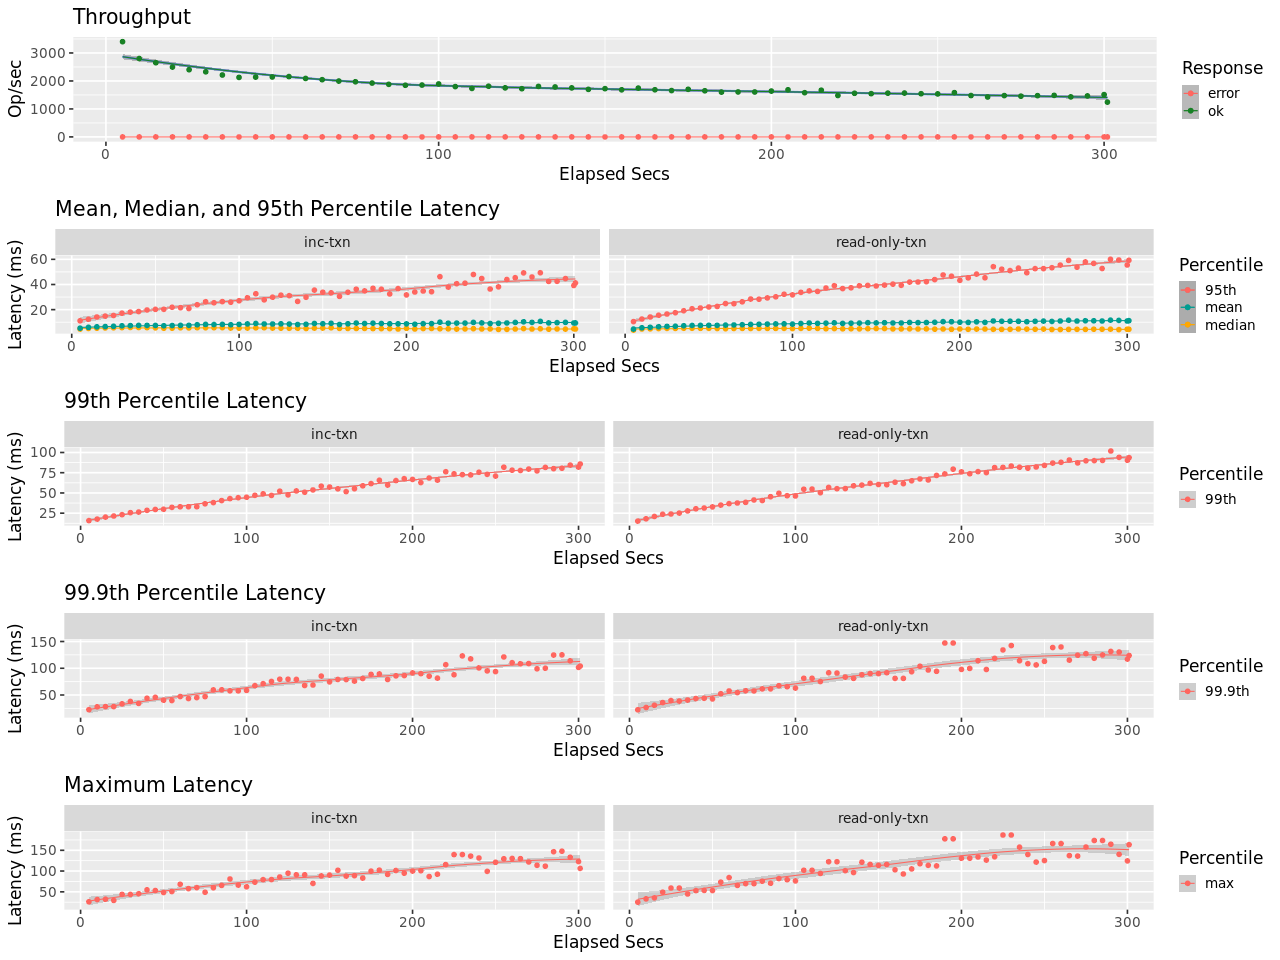 Throughput
Op/sec
3000
2000
1000
0
0 100 200 300
Elapsed Secs
Response
error
ok
Mean, Median, and 95th Percentile Latency
inc-txn read-only-txn
Latency (ms)
60
40
20
0 100 200 300 0 100 200 300
Elapsed Secs
Percentile
95th
mean
median
99th Percentile Latency
inc-txn read-only-txn
Latency (ms)
100
75
50
25
0 100 200 300 0 100 200 300
Elapsed Secs
Percentile
99th
99.9th Percentile Latency
inc-txn read-only-txn
Latency (ms)
150
100
50
0 100 200 300 0 100 200 300
Elapsed Secs
Percentile
99.9th
Maximum Latency
inc-txn read-only-txn
Latency (ms)
150
100
50
0 100 200 300 0 100 200 300
Elapsed Secs
Percentile
max